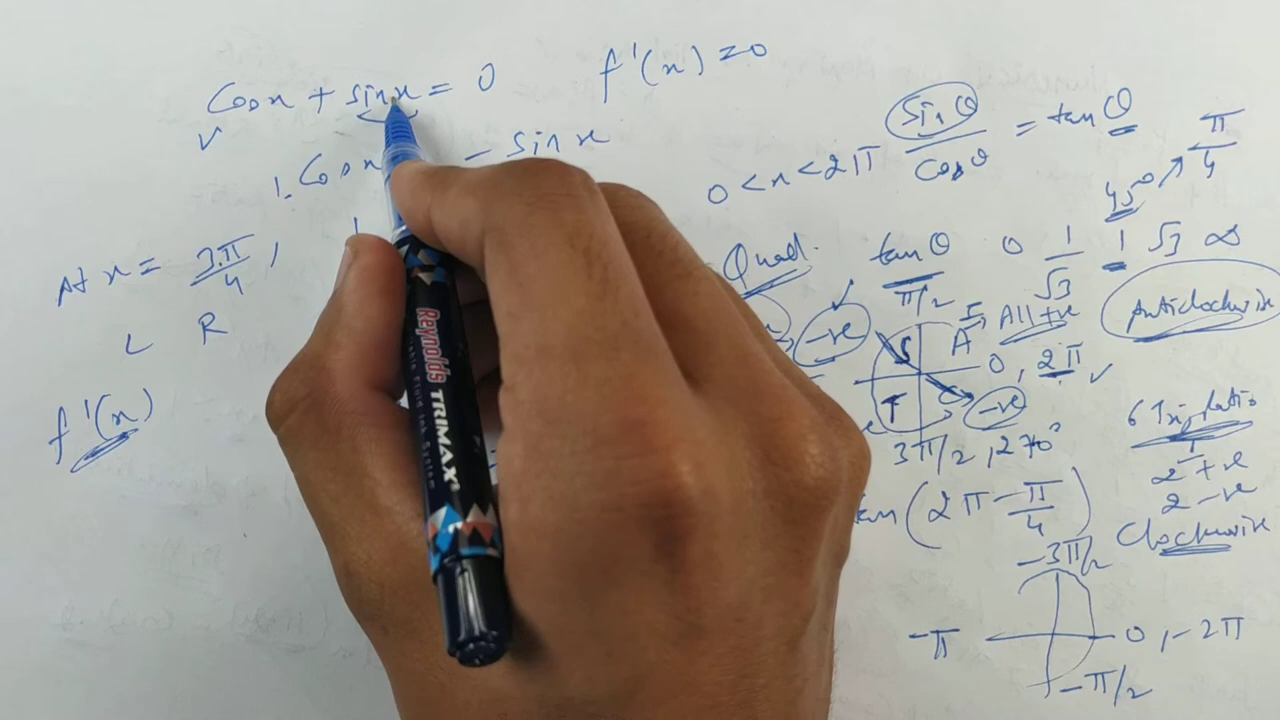 Cosx + sinx = 0
f'(x) = 0
1. Cosx = - sinx
0 < x < 2π
sinθ / cosθ = tanθ
45° π/4
At x = 3π/4,
L R
f'(x)
Quad.
tanθ 0 1/√3 1 √3 ∞
-ve
π/2
I All +ve
Anticlockwise
S A
T C
0, 2π
-ve
3π/2, 270°
6 Trig ratio
2 +ve
2 -ve
tan (2π - π/4)
Clockwise
-3π/2
-π 0, -2π
-π/2
Reynolds TRIMAX